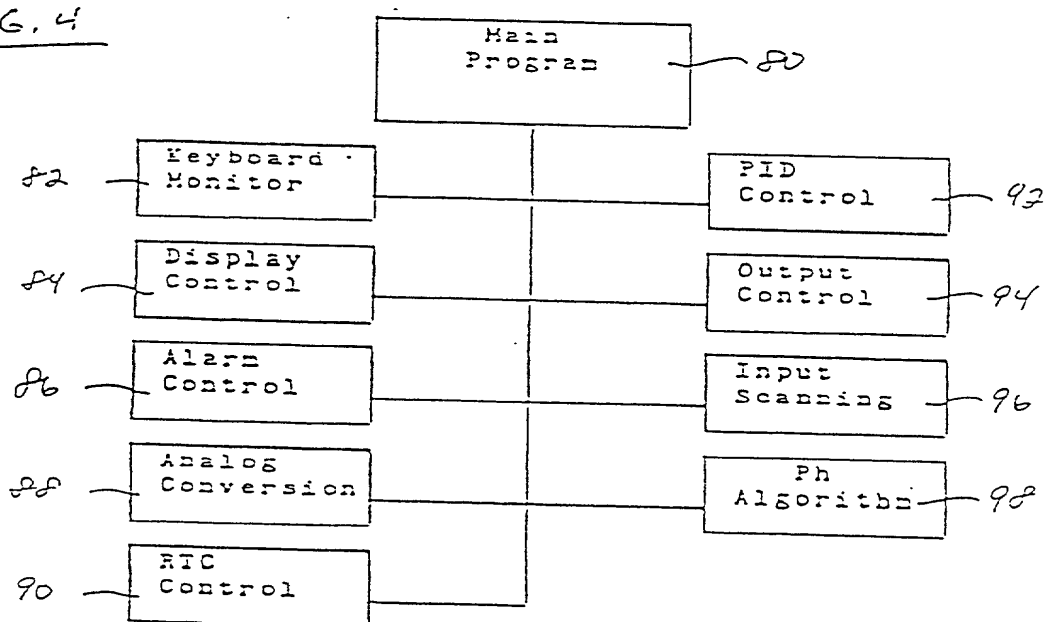 G. 4
Main
Program
80
Keyboard
Monitor
82
PID
Control
92
Display
Control
84
Output
Control
94
Alarm
Control
86
Input
Scanning
96
Analog
Conversion
88
Ph
Algorithm
98
RTC
Control
90